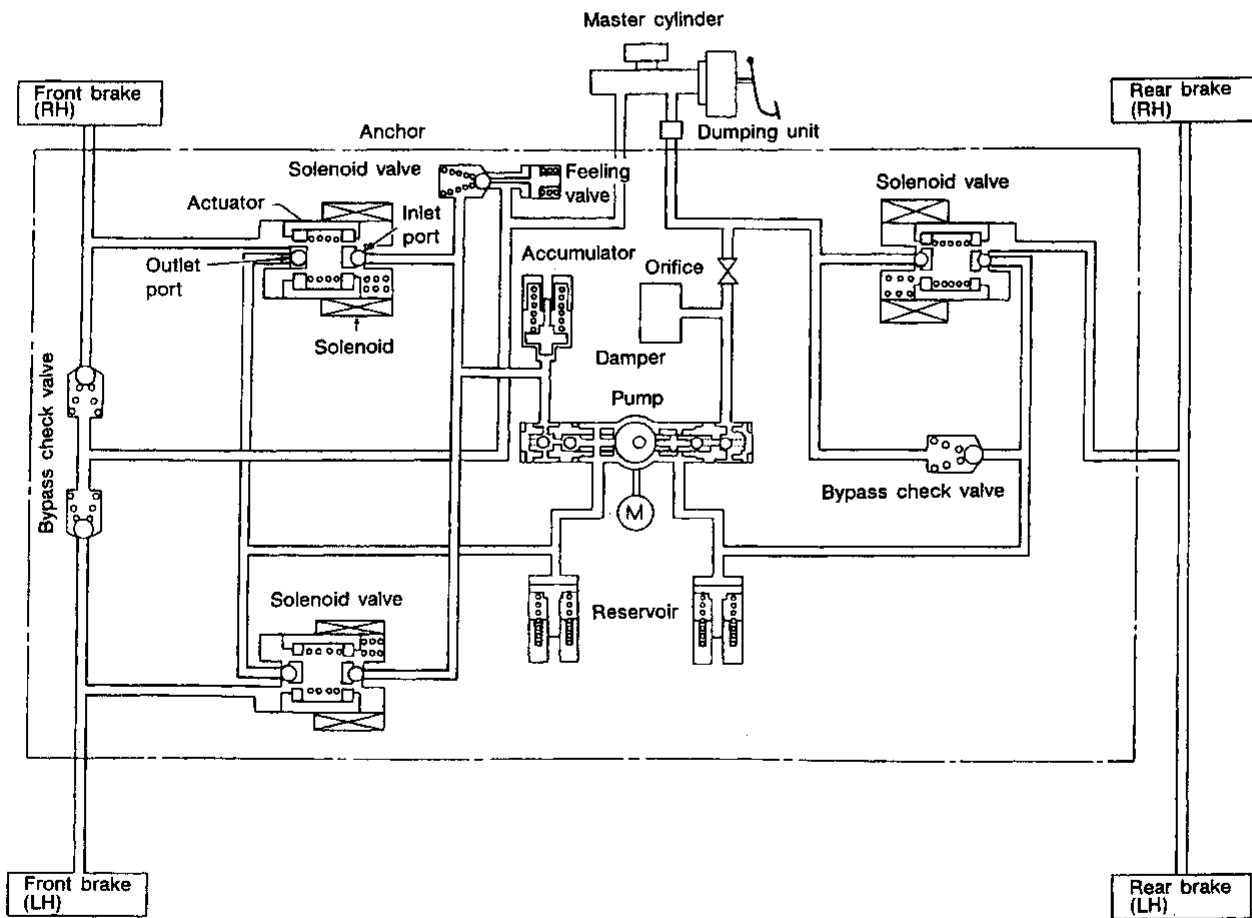 Master cylinder
Front brake
(RH)
Rear brake
(RH)
Anchor
Dumping unit
Solenoid valve
Feeling
valve
Solenoid valve
Actuator
Inlet
port
Outlet
port
Accumulator
Orifice
Solenoid
Damper
Pump
Bypass check valve
Bypass check valve
M
Solenoid valve
Reservoir
Front brake
(LH)
Rear brake
(LH)